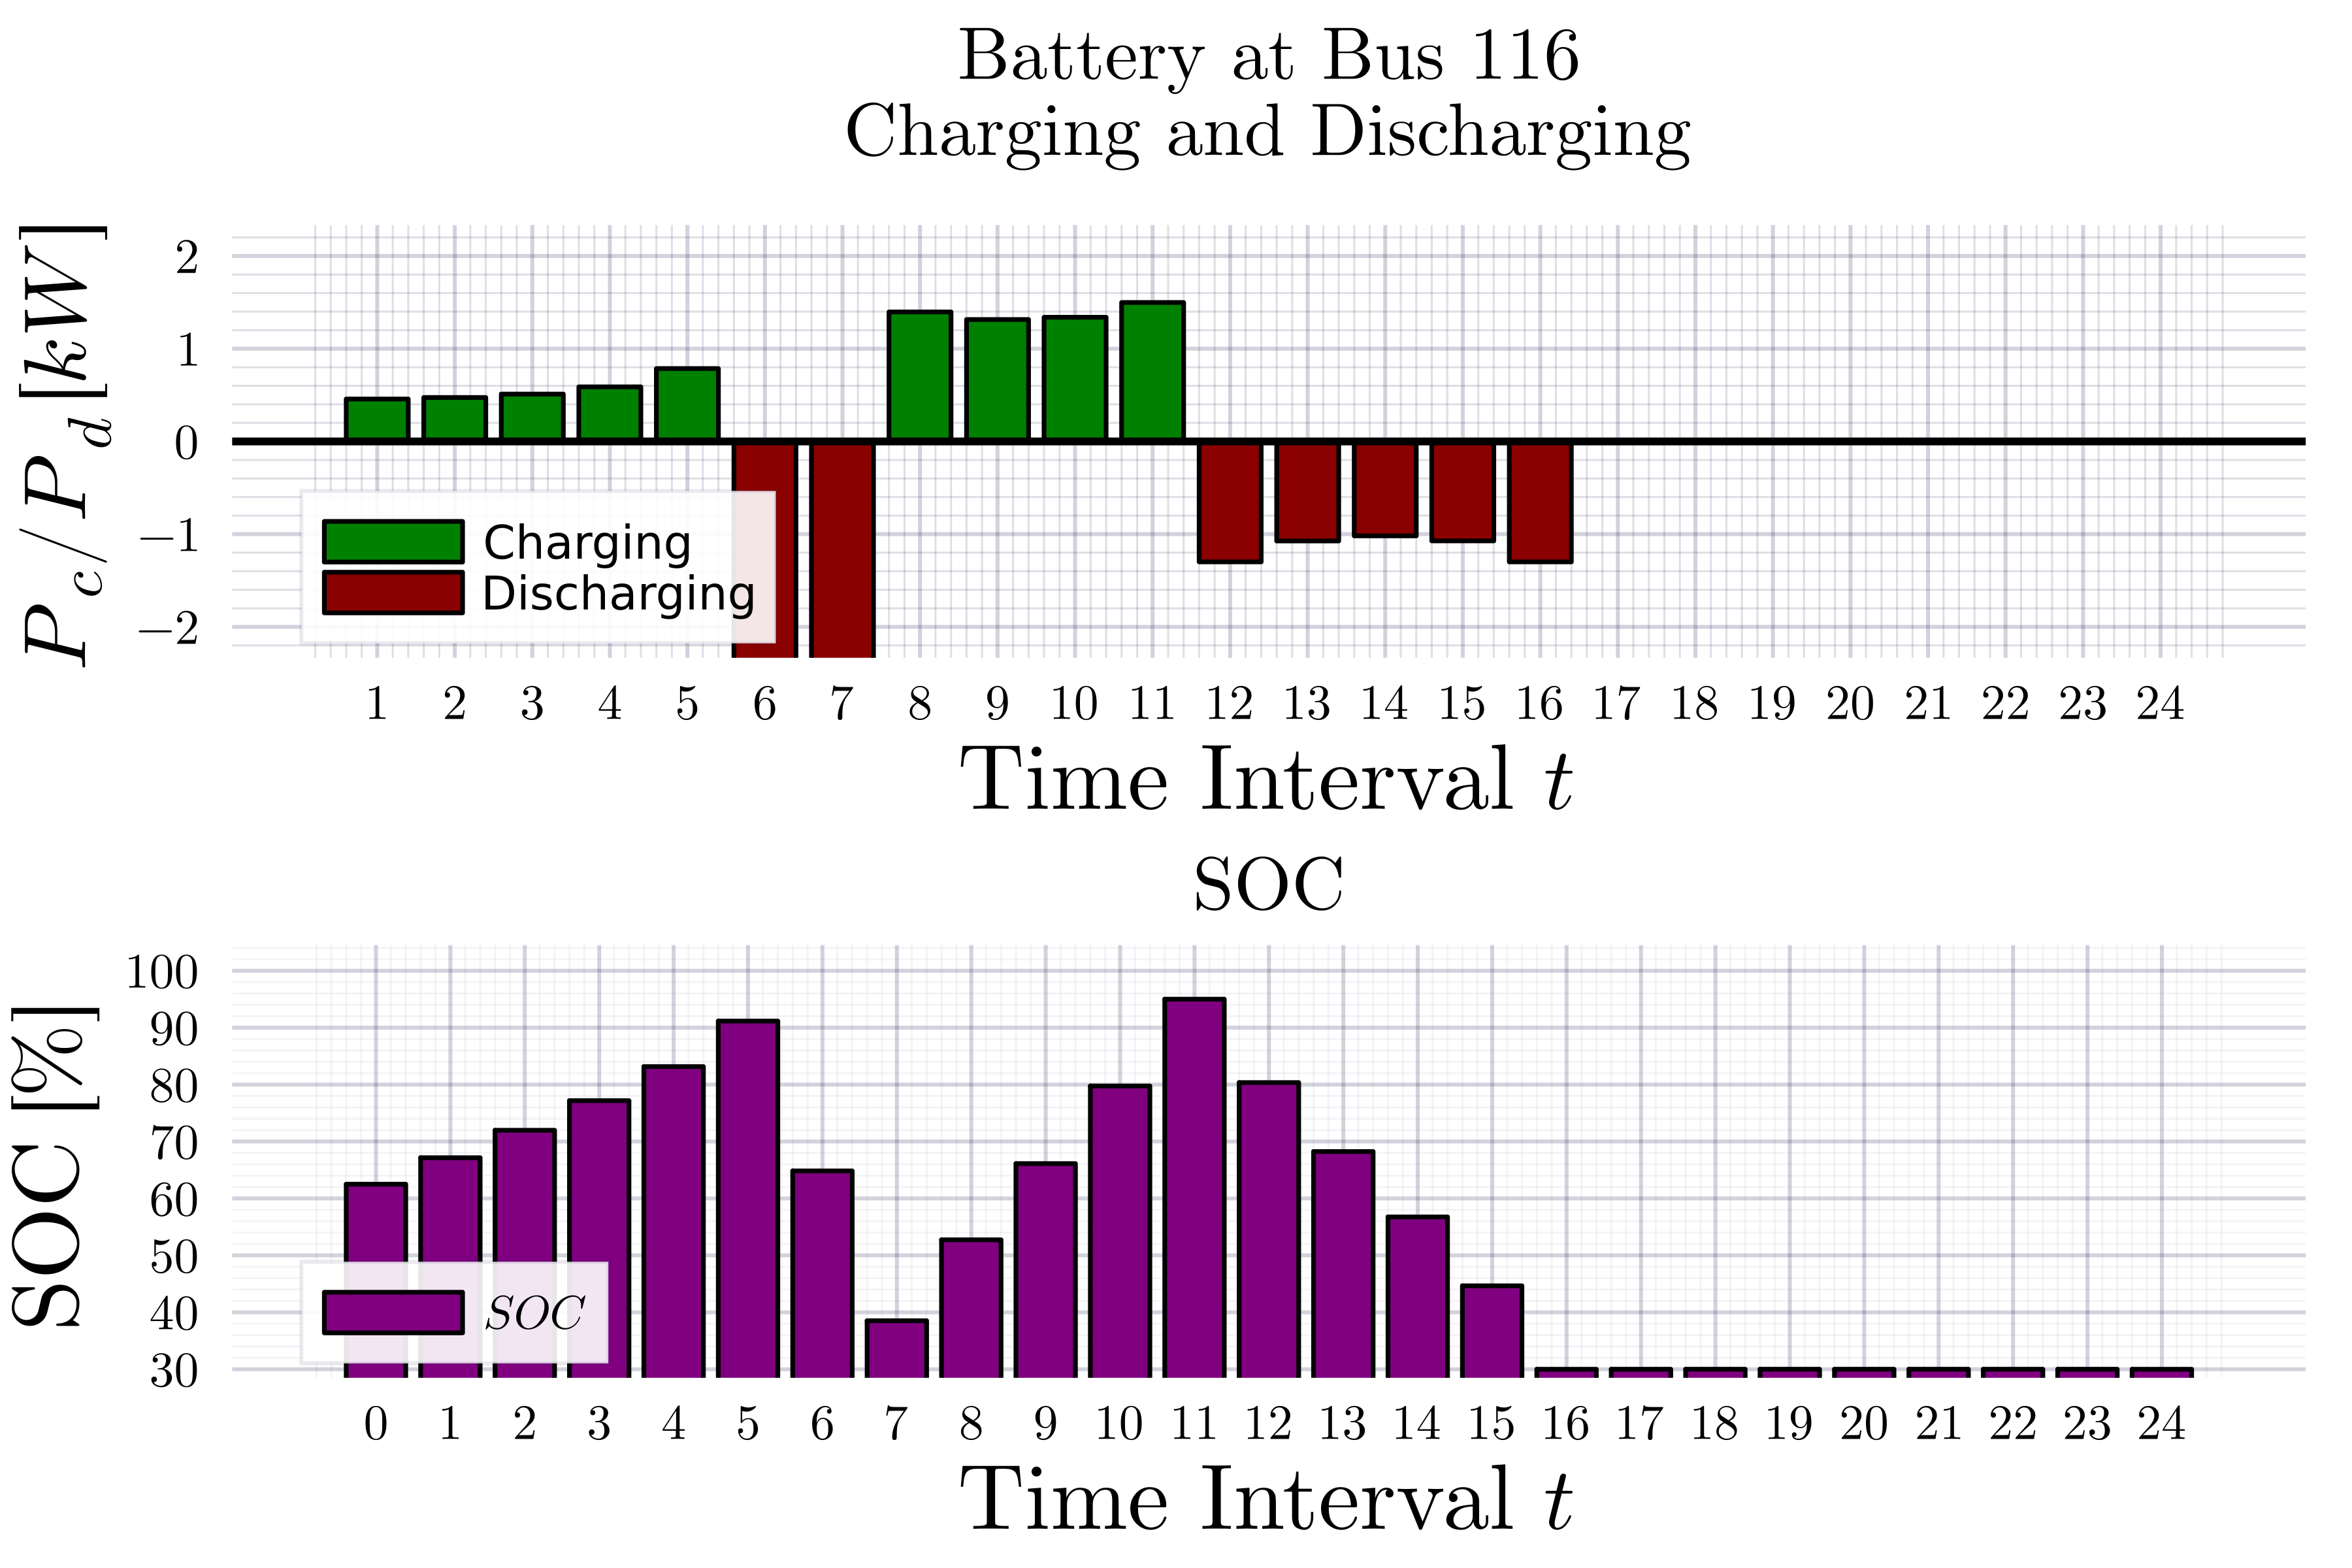 Battery at Bus 116
Charging and Discharging
P_c/P_d [kW]
2
1
0
−1
−2
Charging
Discharging
1 2 3 4 5 6 7 8 9 10 11 12 13 14 15 16 17 18 19 20 21 22 23 24
Time Interval t
SOC
SOC [%]
100
90
80
70
60
50
40
30
SOC
0 1 2 3 4 5 6 7 8 9 10 11 12 13 14 15 16 17 18 19 20 21 22 23 24
Time Interval t